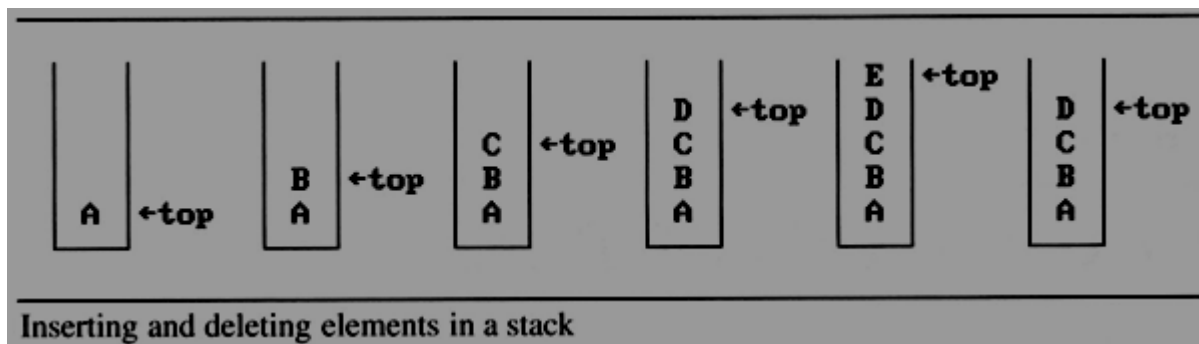 E ←top
D ←top D D ←top
C ←top C C C
B ←top B B B B
A ←top A A A A A
Inserting and deleting elements in a stack